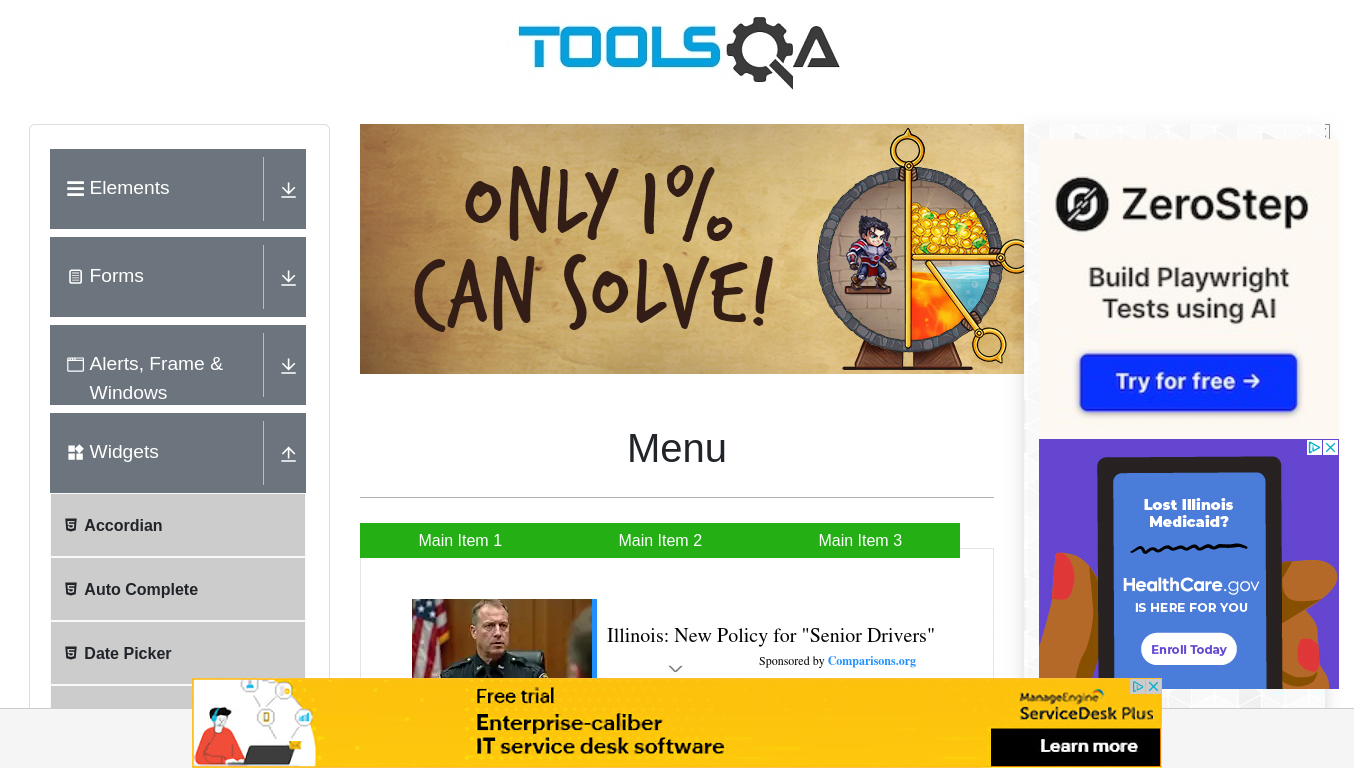 TOOLSQA
Elements
Forms
Alerts, Frame &
Windows
Widgets
Accordian
Auto Complete
Date Picker
ONLY 1%
CAN SOLVE!
Menu
Main Item 1
Main Item 2
Main Item 3
Illinois: New Policy for "Senior Drivers"
Sponsored by Comparisons.org
ZeroStep
Build Playwright
Tests using AI
Try for free →
Lost Illinois
Medicaid?
HealthCare.gov
IS HERE FOR YOU
Enroll Today
Free trial
Enterprise-caliber
IT service desk software
ManageEngine
ServiceDesk Plus
Learn more